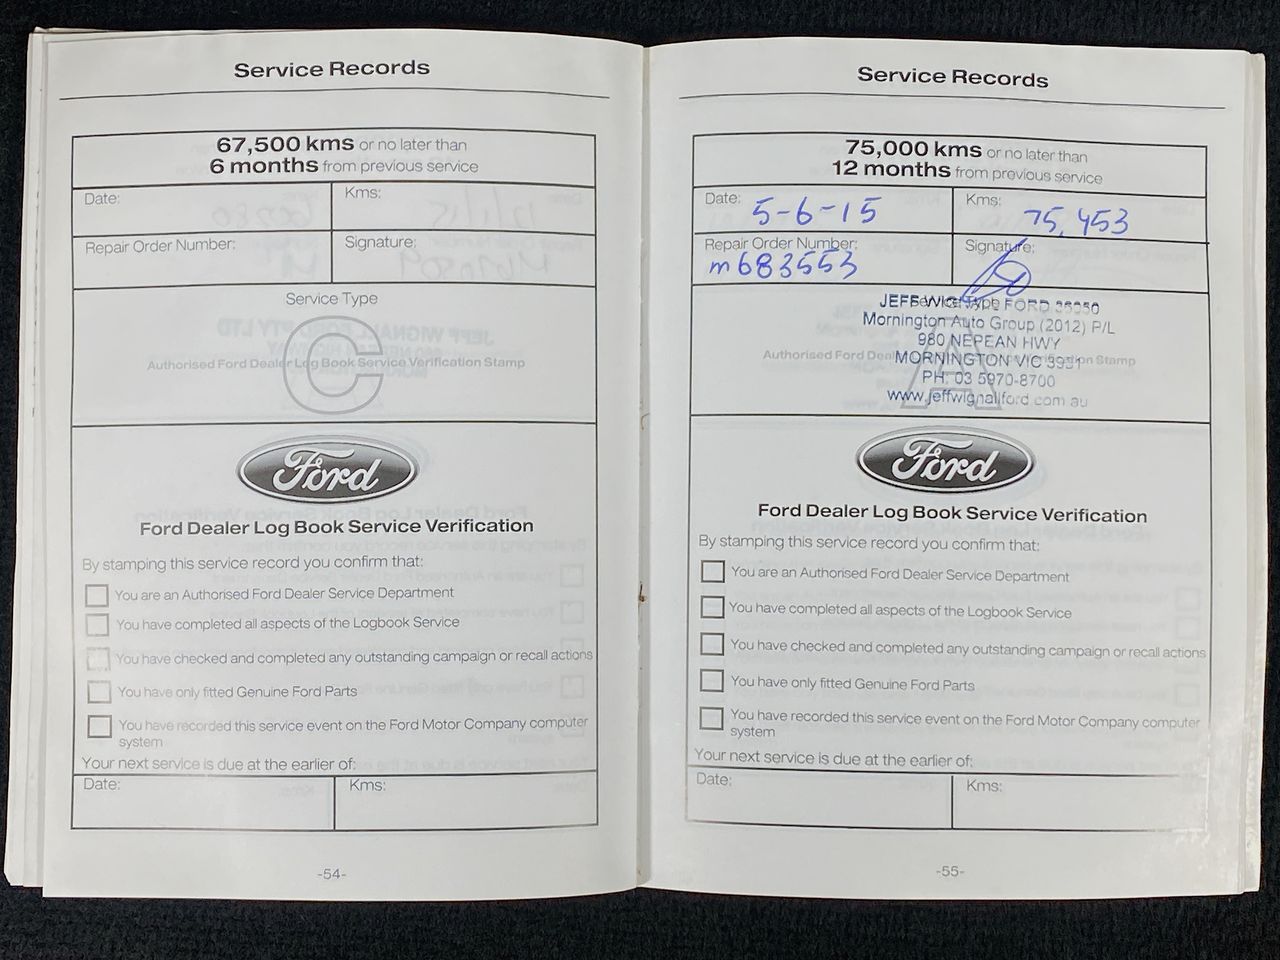 Service Records
67,500 kms or no later than
6 months from previous service
Date:
Kms:
Repair Order Number:
Signature:
Service Type
C
Authorised Ford Dealer Log Book Service Verification Stamp
Ford
Ford Dealer Log Book Service Verification
By stamping this service record you confirm that:
You are an Authorised Ford Dealer Service Department
You have completed all aspects of the Logbook Service
You have checked and completed any outstanding campaign or recall actions
You have only fitted Genuine Ford Parts
You have recorded this service event on the Ford Motor Company computer
system
Your next service is due at the earlier of:
Date:
Kms:
-54-
Service Records
75,000 kms or no later than
12 months from previous service
Date: 5-6-15
Kms: 75,453
Repair Order Number:
m683553
Signature:
Service Type
JEFF WIGNALL FORD
Mornington Auto Group (2012) P/L
980 NEPEAN HWY
MORNINGTON VIC 3931
PH: 03 5970-8700
www.jeffwignallford.com.au
A
Authorised Ford Dealer Log Book Service Verification Stamp
Ford
Ford Dealer Log Book Service Verification
By stamping this service record you confirm that:
You are an Authorised Ford Dealer Service Department
You have completed all aspects of the Logbook Service
You have checked and completed any outstanding campaign or recall actions
You have only fitted Genuine Ford Parts
You have recorded this service event on the Ford Motor Company computer
system
Your next service is due at the earlier of:
Date:
Kms:
-55-